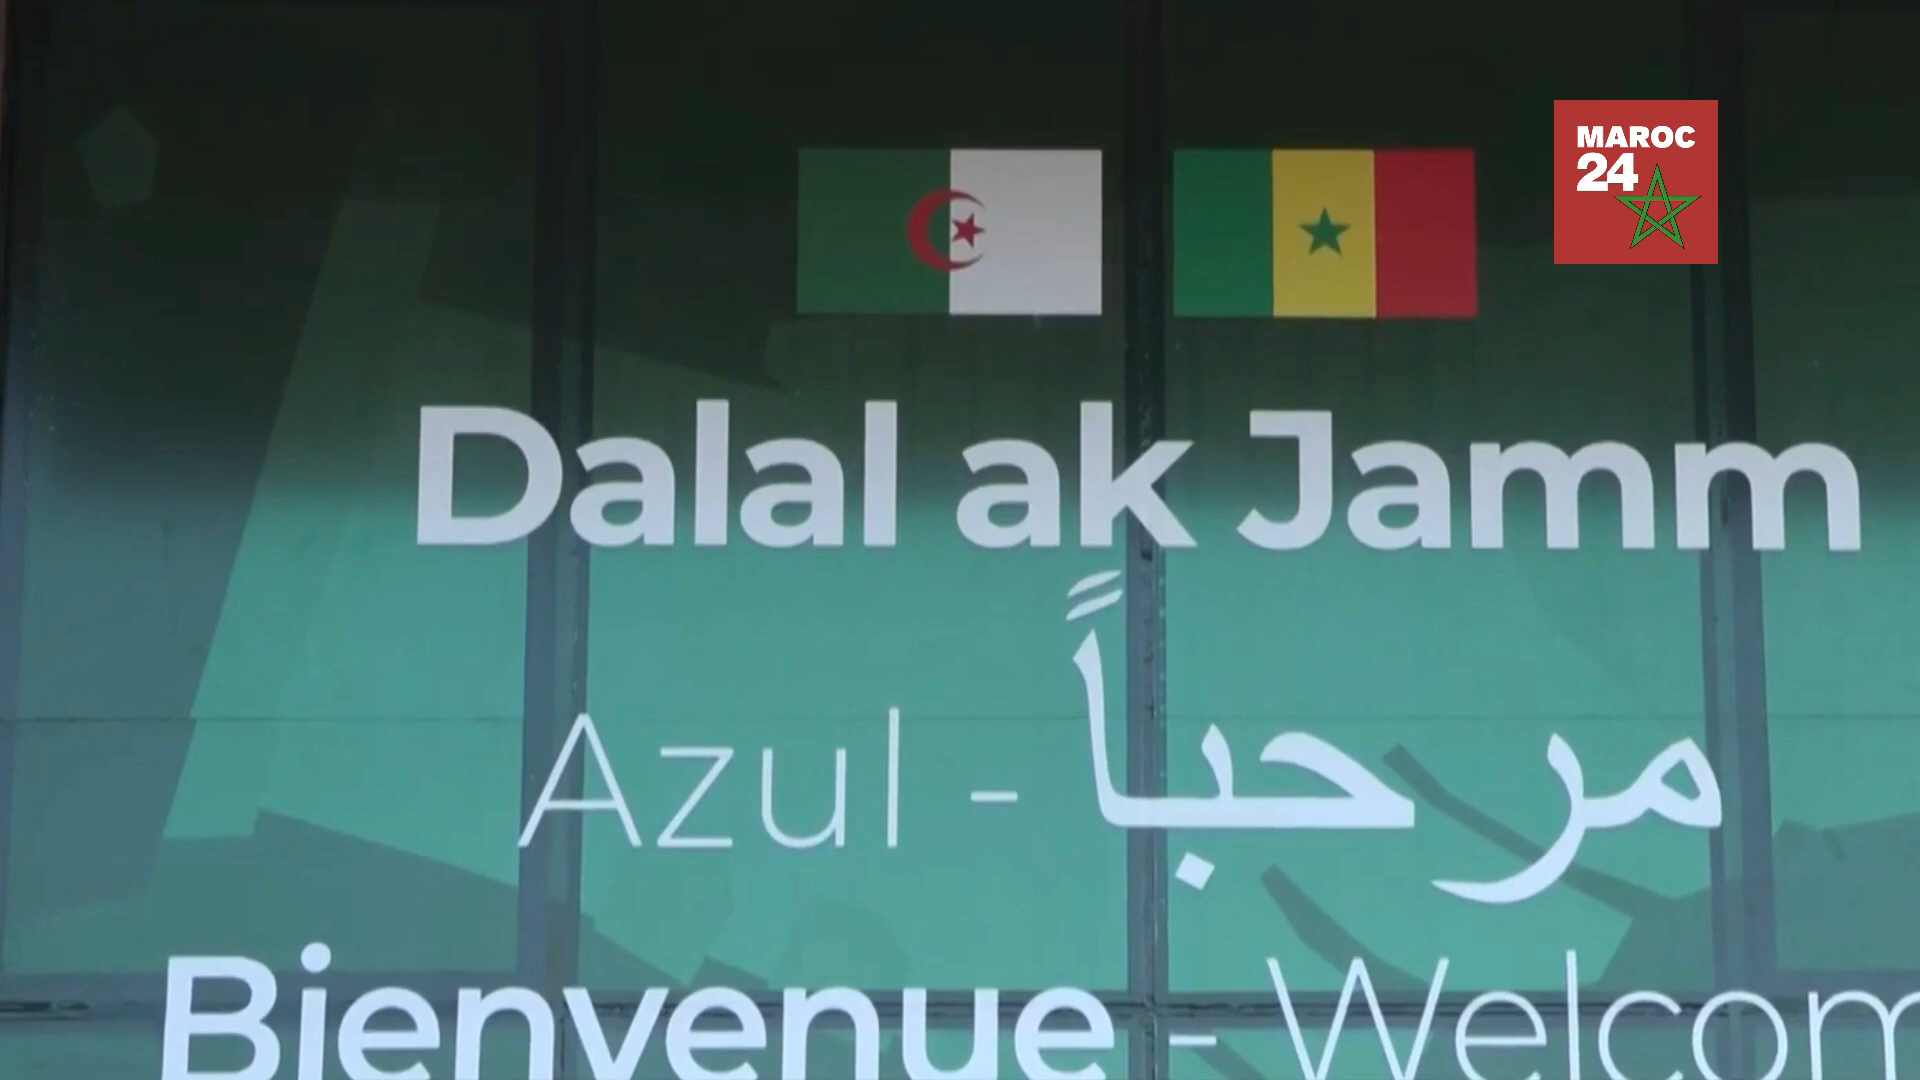 MAROC
24
Dalal ak Jamm
Azul - مرحباً
Bienvenue - Welcom